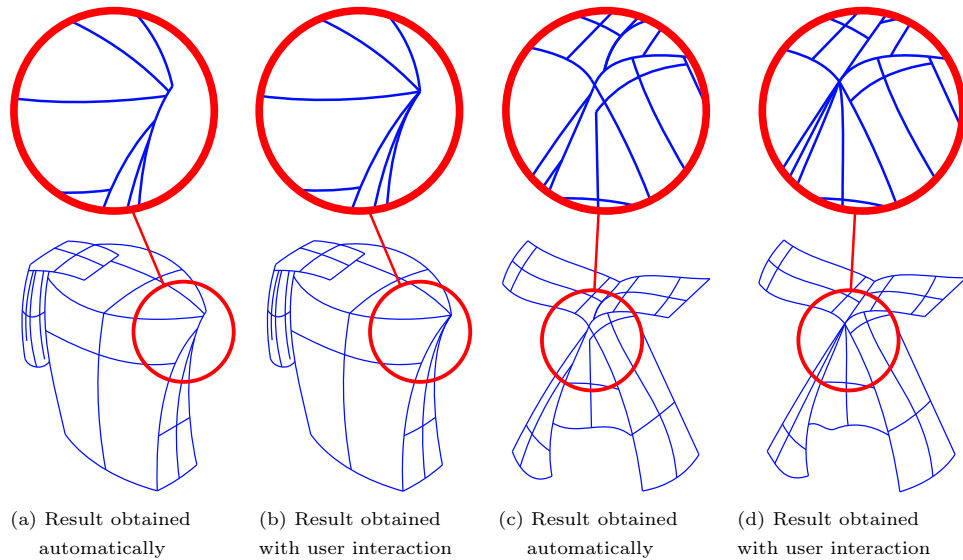 (a) Result obtained
automatically
(b) Result obtained
with user interaction
(c) Result obtained
automatically
(d) Result obtained
with user interaction